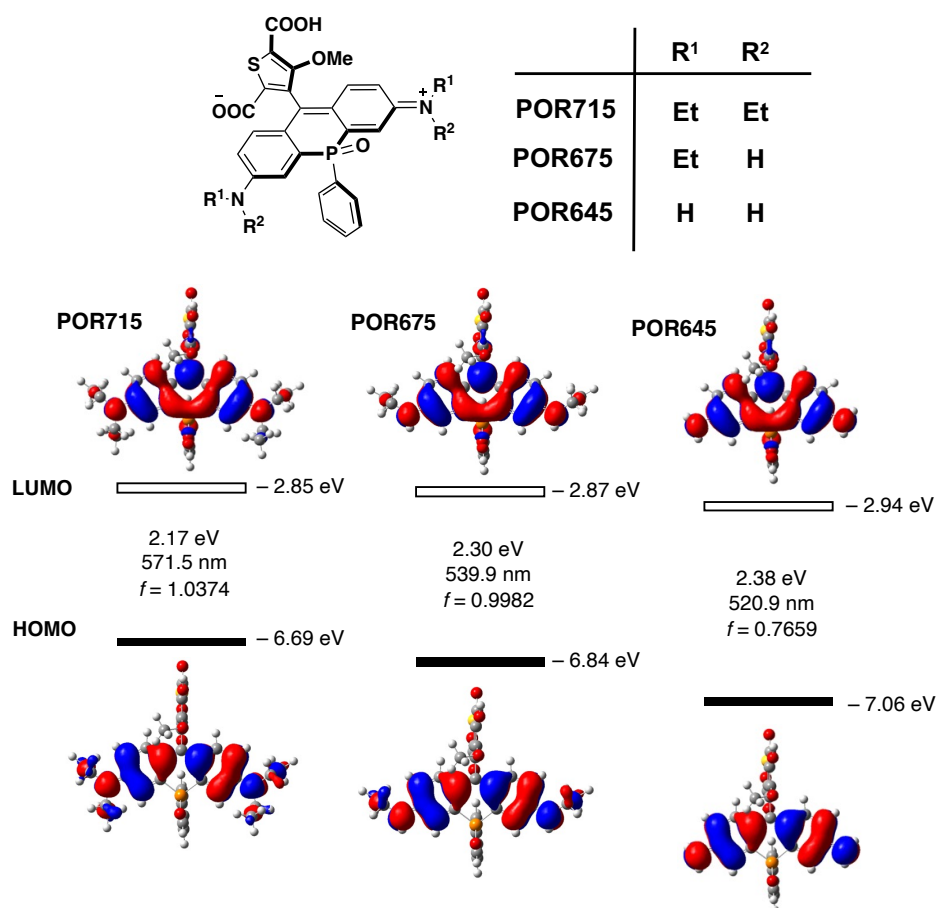 COOH
S
OMe
⁻OOC
R¹
N⁺
R²
P=O
R¹
N
R²
R¹ R²
POR715 Et Et
POR675 Et H
POR645 H H
POR715 POR675 POR645
LUMO – 2.85 eV – 2.87 eV – 2.94 eV
2.17 eV 2.30 eV 2.38 eV
571.5 nm 539.9 nm 520.9 nm
f = 1.0374 f = 0.9982 f = 0.7659
HOMO – 6.69 eV – 6.84 eV – 7.06 eV